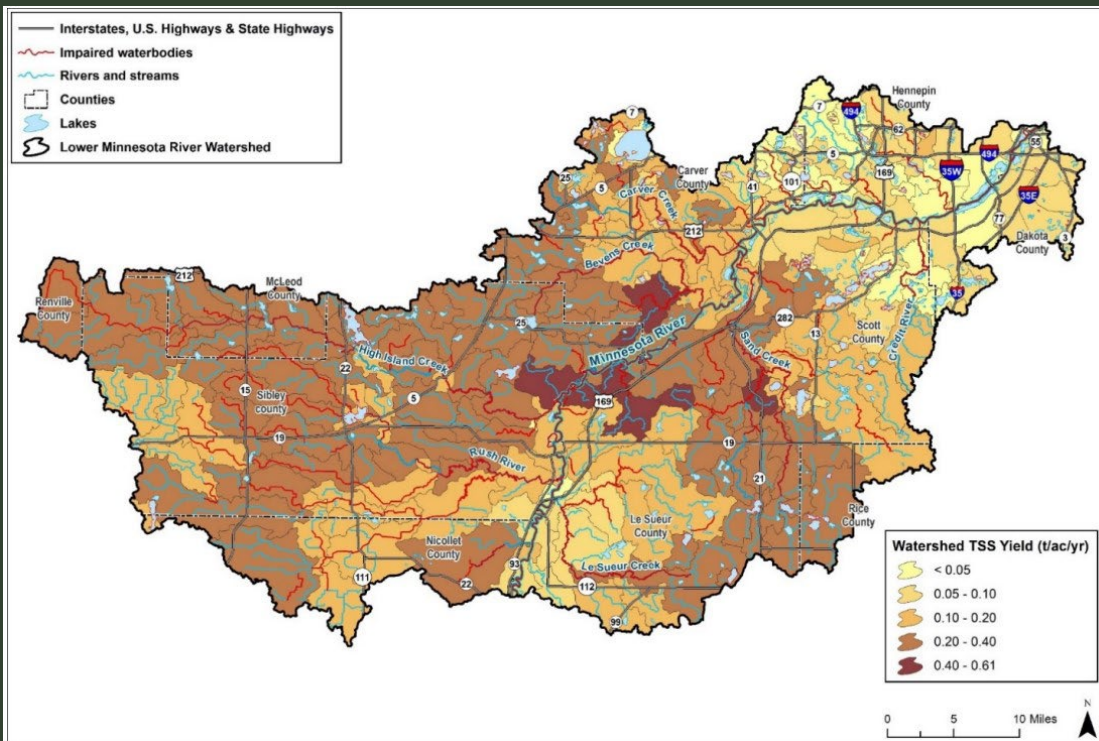 Interstates, U.S. Highways & State Highways
Impaired waterbodies
Rivers and streams
Counties
Lakes
Lower Minnesota River Watershed
7
Hennepin
County
7
494
62
5
169
494
55
35W
35E
77
3
Dakota
County
35
25
5
Carver
County
41
101
Carver Creek
212
Bevens Creek
212
McLeod
County
Renville
County
25
Minnesota River
282
13
Scott
County
Credit River
Sand Creek
High Island Creek
22
5
15
Sibley
county
19
169
19
21
Rush River
Rice
County
Le Sueur
County
Nicollet
County
Le Sueur Creek
93
22
111
112
99
Watershed TSS Yield (t/ac/yr)
< 0.05
0.05 - 0.10
0.10 - 0.20
0.20 - 0.40
0.40 - 0.61
N
0 5 10 Miles